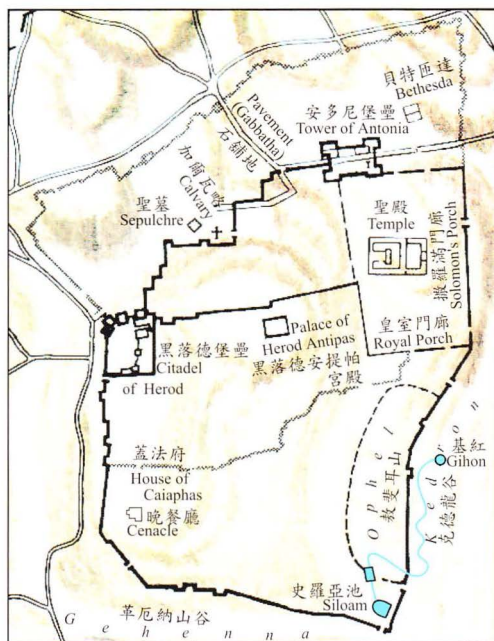 貝特匝達
Bethesda
安多尼堡壘
Tower of Antonia
Pavement
(Gabbatha)
石鋪地
加爾瓦略
Calvary
聖墓
Sepulchre
聖殿
Temple
撒羅滿門廊
Solomon's Porch
皇室門廊
Royal Porch
黑落德堡壘
Citadel
of Herod
Palace of
Herod Antipas
黑落德安提帕
宮殿
蓋法府
House of
Caiaphas
晚餐廳
Cenacle
Ophel
敖斐耳山
Kedron
克德龍谷
基紅
Gihon
史羅亞池
Siloam
革厄納山谷
Gehenna